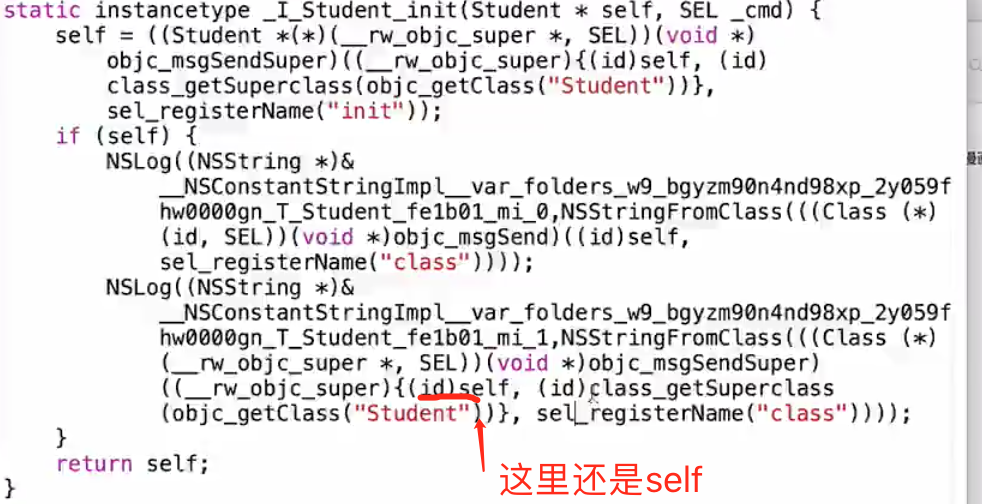 static instancetype _I_Student_init(Student * self, SEL _cmd) {
self = ((Student *(*)(__rw_objc_super *, SEL))(void *)
objc_msgSendSuper)((__rw_objc_super){(id)self, (id)
class_getSuperclass(objc_getClass("Student"))},
sel_registerName("init"));
if (self) {
NSLog((NSString *)&
__NSConstantStringImpl__var_folders_w9_bgyzm90n4nd98xp_2y059f
hw0000gn_T_Student_fe1b01_mi_0,NSStringFromClass(((Class (*)
(id, SEL))(void *)objc_msgSend)((id)self,
sel_registerName("class"))));
NSLog((NSString *)&
__NSConstantStringImpl__var_folders_w9_bgyzm90n4nd98xp_2y059f
hw0000gn_T_Student_fe1b01_mi_1,NSStringFromClass(((Class (*)
(__rw_objc_super *, SEL))(void *)objc_msgSendSuper)
((__rw_objc_super){(id)self, (id)class_getSuperclass
(objc_getClass("Student"))}, sel_registerName("class"))));
}
return self;
}
这里还是self